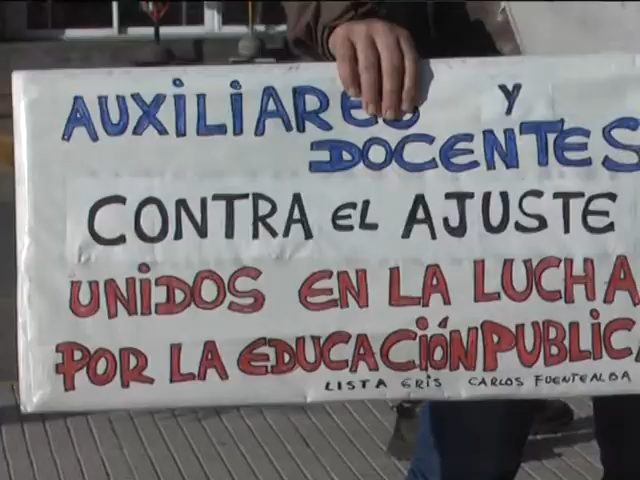 AUXILIARES Y
DOCENTES
CONTRA EL AJUSTE
UNIDOS EN LA LUCHA
POR LA EDUCACIÓN PUBLICA
LISTA GRIS CARLOS FUENTEALBA